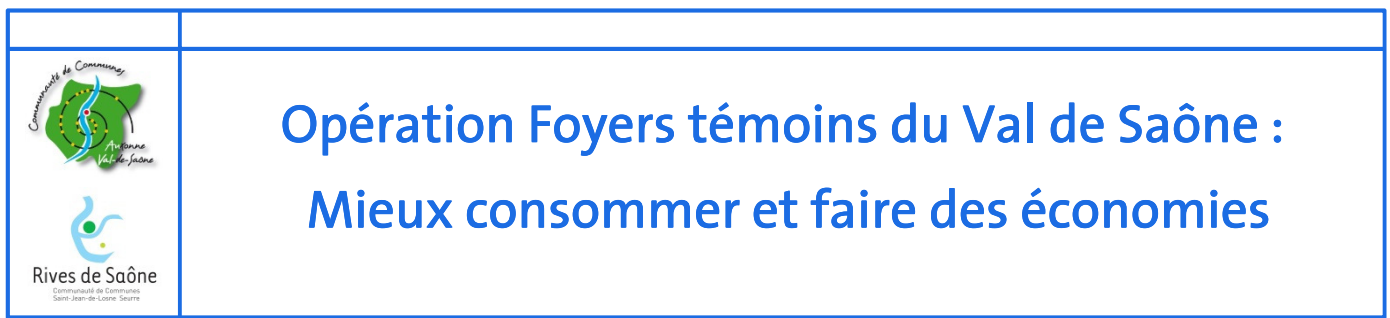 Communauté de Communes
Auxonne
Val-de-Saône
Rives de Saône
Communauté de Communes
Saint-Jean-de-Losne Seurre
Opération Foyers témoins du Val de Saône :
Mieux consommer et faire des économies